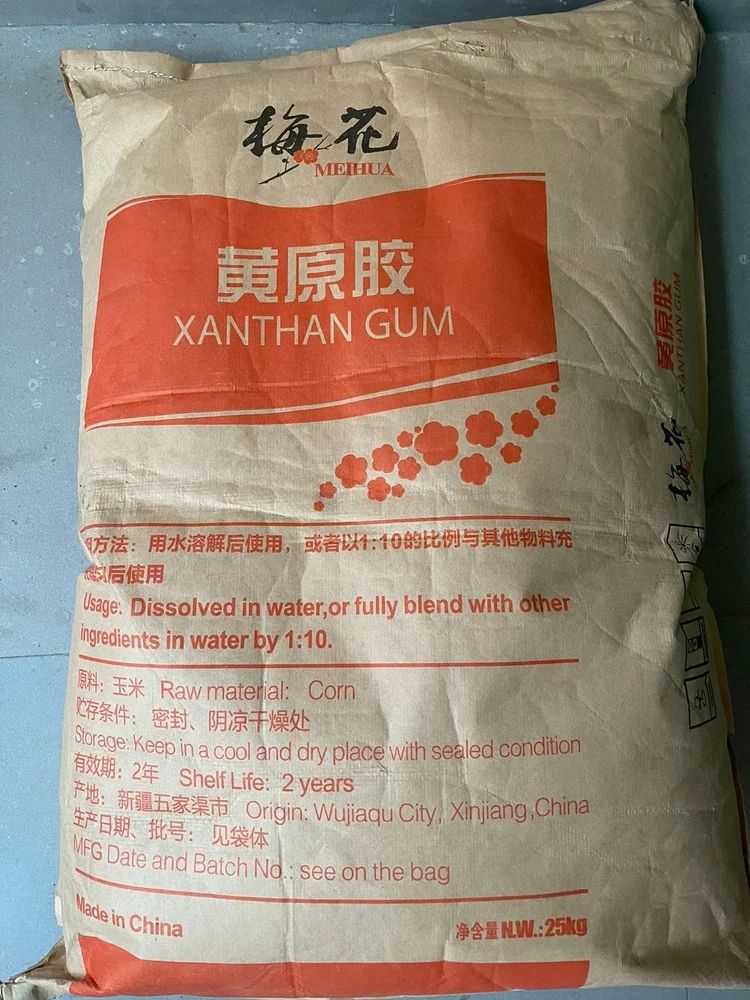 梅花
MEIHUA
黄原胶
XANTHAN GUM
方法：用水溶解后使用，或者以1:10的比例与其他物料充
后使用
Usage: Dissolved in water,or fully blend with other
ingredients in water by 1:10.
原料：玉米 Raw material: Corn
贮存条件：密封、阴凉干燥处
Storage: Keep in a cool and dry place with sealed condition
有效期：2年 Shelf Life: 2 years
产地：新疆五家渠市 Origin: Wujiaqu City, Xinjiang,China
生产日期、批号：见袋体
MFG Date and Batch No.: see on the bag
Made in China
净含量 N.W.:25kg
黄原胶
XANTHAN GUM
梅花